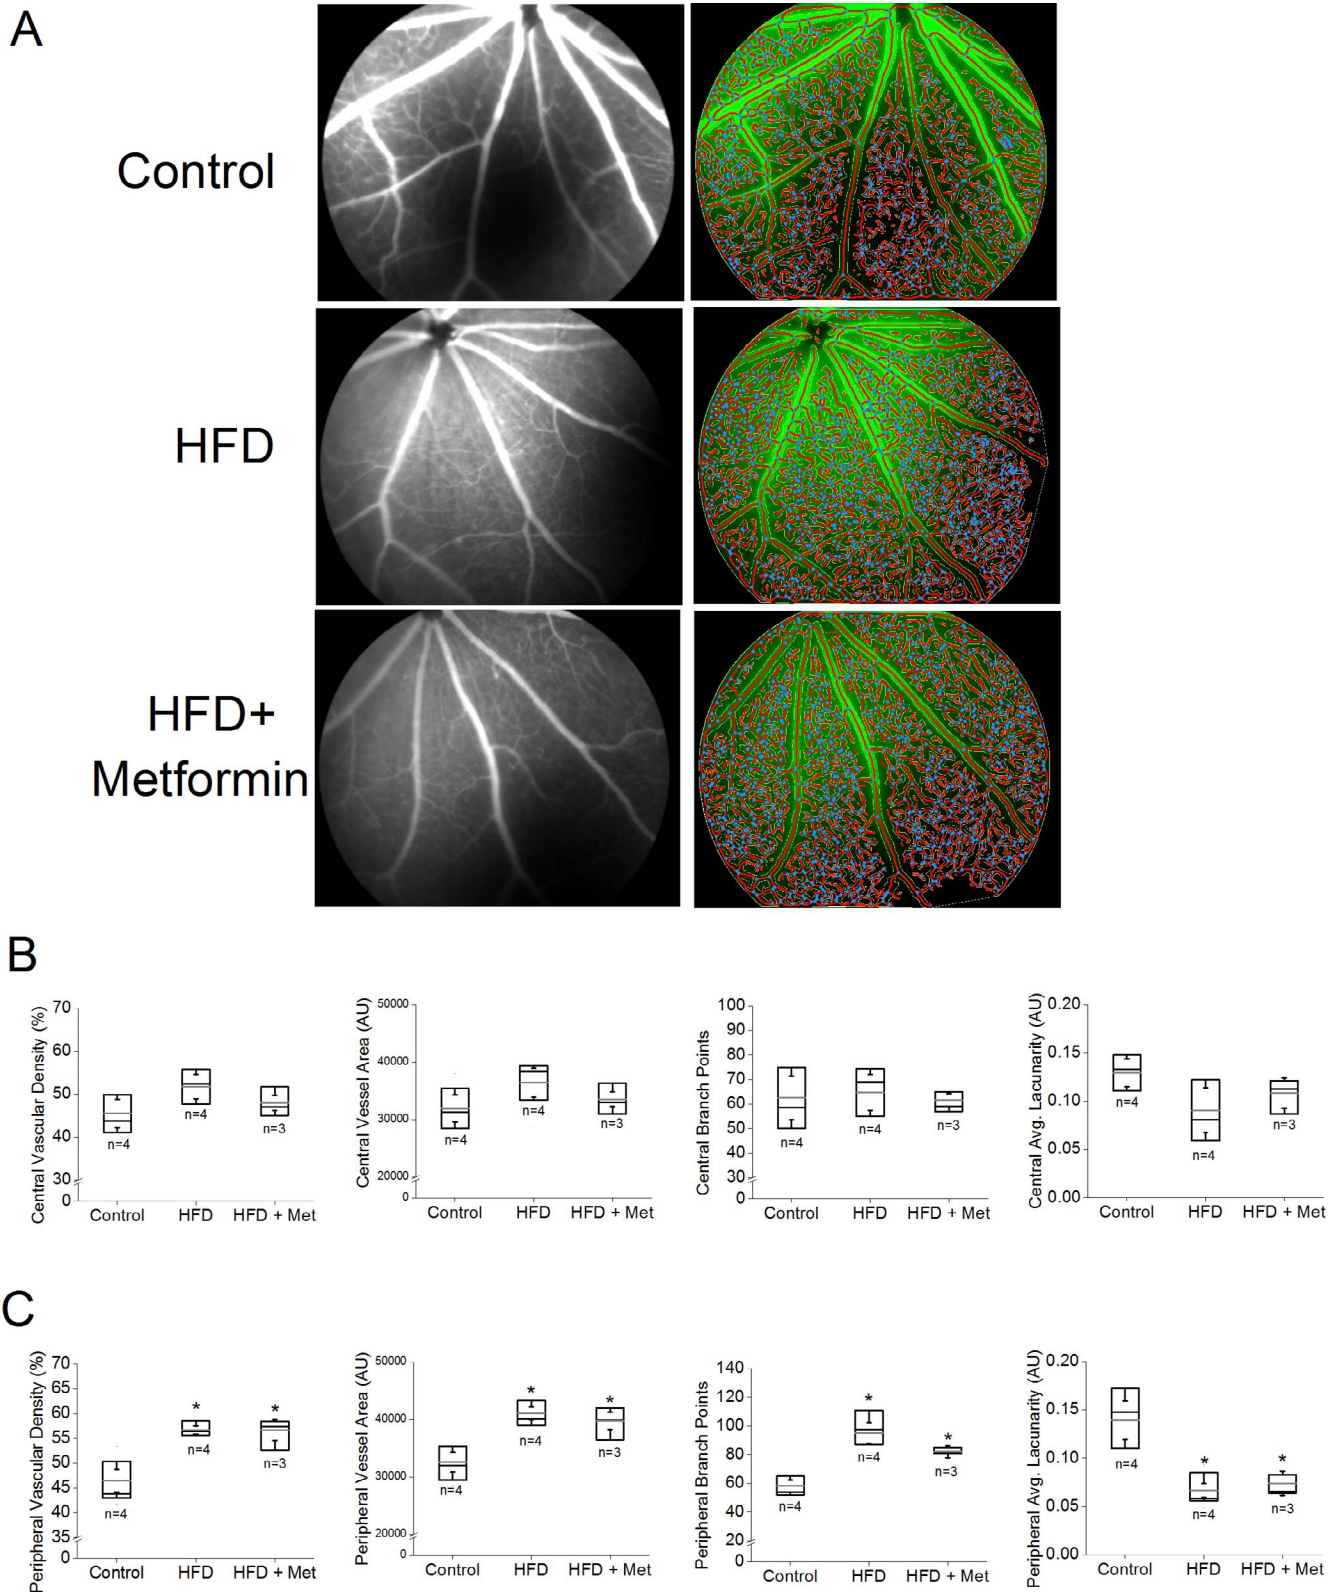 A
Control
HFD
HFD+
Metformin
B
Central Vascular Density (%)
70
60
50
40
30
0
n=4
n=4
n=3
Control HFD HFD + Met
Central Vessel Area (AU)
50000
40000
30000
20000
0
n=4
n=4
n=3
Control HFD HFD + Met
Central Branch Points
100
90
80
70
60
50
40
30
0
n=4
n=4
n=3
Control HFD HFD + Met
Central Avg. Lacunarity (AU)
0.20
0.15
0.10
0.05
0.00
n=4
n=4
n=3
Control HFD HFD + Met
C
Peripheral Vascular Density (%)
70
65
60
55
50
45
40
35
0
n=4
* n=4
* n=3
Control HFD HFD + Met
Peripheral Vessel Area (AU)
50000
40000
30000
20000
0
n=4
* n=4
* n=3
Control HFD HFD + Met
Peripheral Branch Points
140
120
100
80
60
40
20
0
n=4
* n=4
* n=3
Control HFD HFD + Met
Peripheral Avg. Lacunarity (AU)
0.20
0.15
0.10
0.05
0.00
n=4
* n=4
* n=3
Control HFD HFD + Met